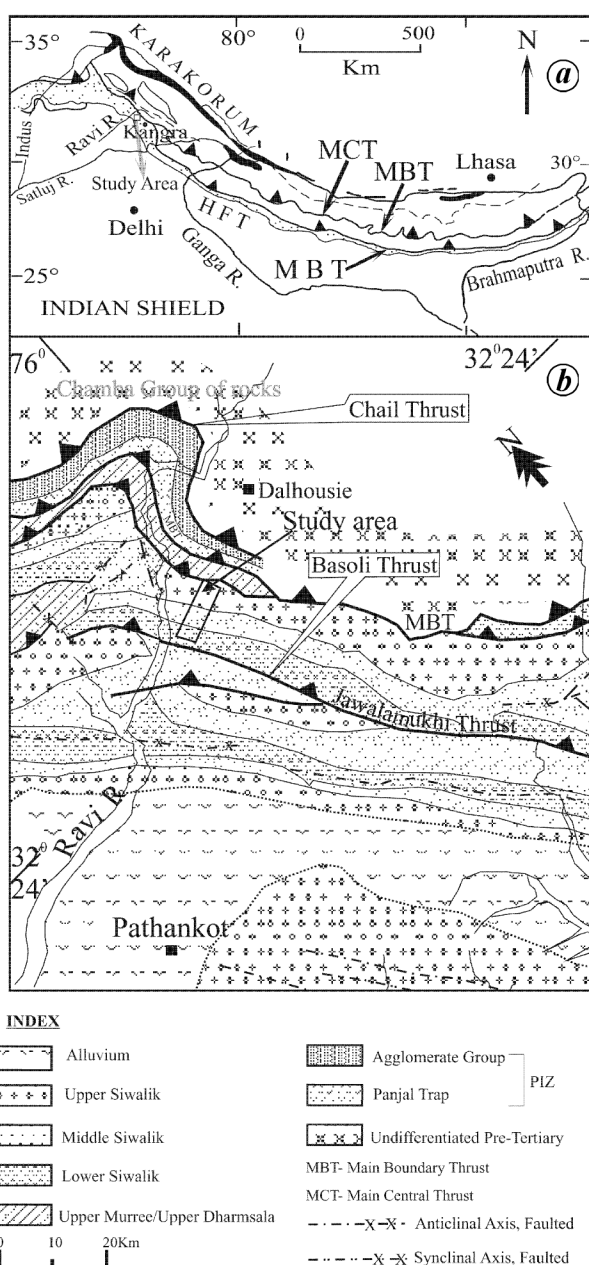 35°
80°
0 500
Km
N
a
KARAKORUM
Indus
Ravi R.
Kangra
MCT
MBT
Lhasa
30°
Satluj R.
Study Area
Delhi
HFT
Ganga R.
MBT
Brahmaputra R.
25°
INDIAN SHIELD
76⁰
32⁰24'
b
Chamba Group of rocks
Chail Thrust
N
Dalhousie
Study area
MBT
Basoli Thrust
MBT
Jawalamukhi Thrust
Ravi R.
32⁰
24'
Pathankot
INDEX
Alluvium
Upper Siwalik
Middle Siwalik
Lower Siwalik
Upper Murree/Upper Dharmsala
0 10 20Km
Agglomerate Group
PIZ
Panjal Trap
Undifferentiated Pre-Tertiary
MBT- Main Boundary Thrust
MCT- Main Central Thrust
Anticlinal Axis, Faulted
Synclinal Axis, Faulted